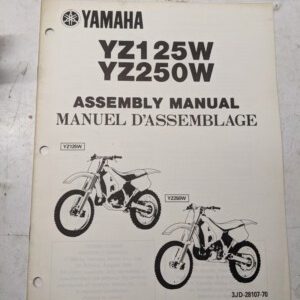 YAMAHA
YZ125W
YZ250W
ASSEMBLY MANUAL
MANUEL D'ASSEMBLAGE
YZ125W
YZ250W
3JD-28107-70